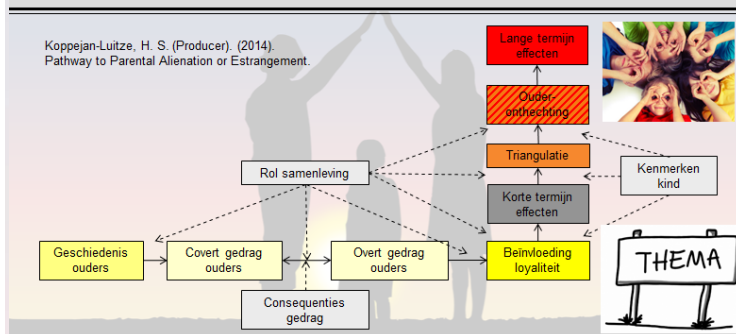 Koppejan-Luitze, H. S. (Producer). (2014).
Pathway to Parental Alienation or Estrangement.
Lange termijn
effecten
Ouder-
onthechting
Triangulatie
Rol samenleving
Kenmerken
kind
Korte termijn
effecten
Geschiedenis
ouders
Covert gedrag
ouders
Overt gedrag
ouders
Beïnvloeding
loyaliteit
THEMA
Consequenties
gedrag